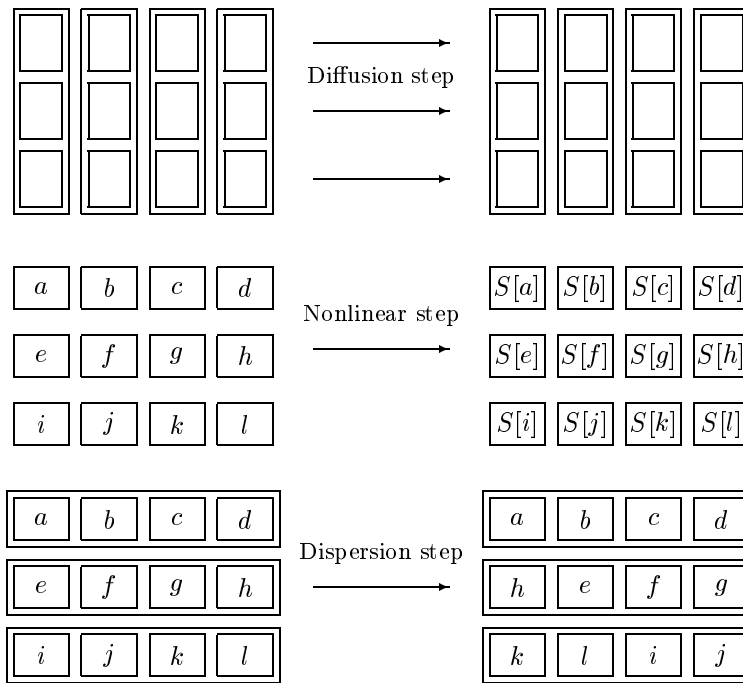 Diffusion step
a b c d S[a] S[b] S[c] S[d]
Nonlinear step
e f g h S[e] S[f] S[g] S[h]
i j k l S[i] S[j] S[k] S[l]
a b c d a b c d
Dispersion step
e f g h h e f g
i j k l k l i j